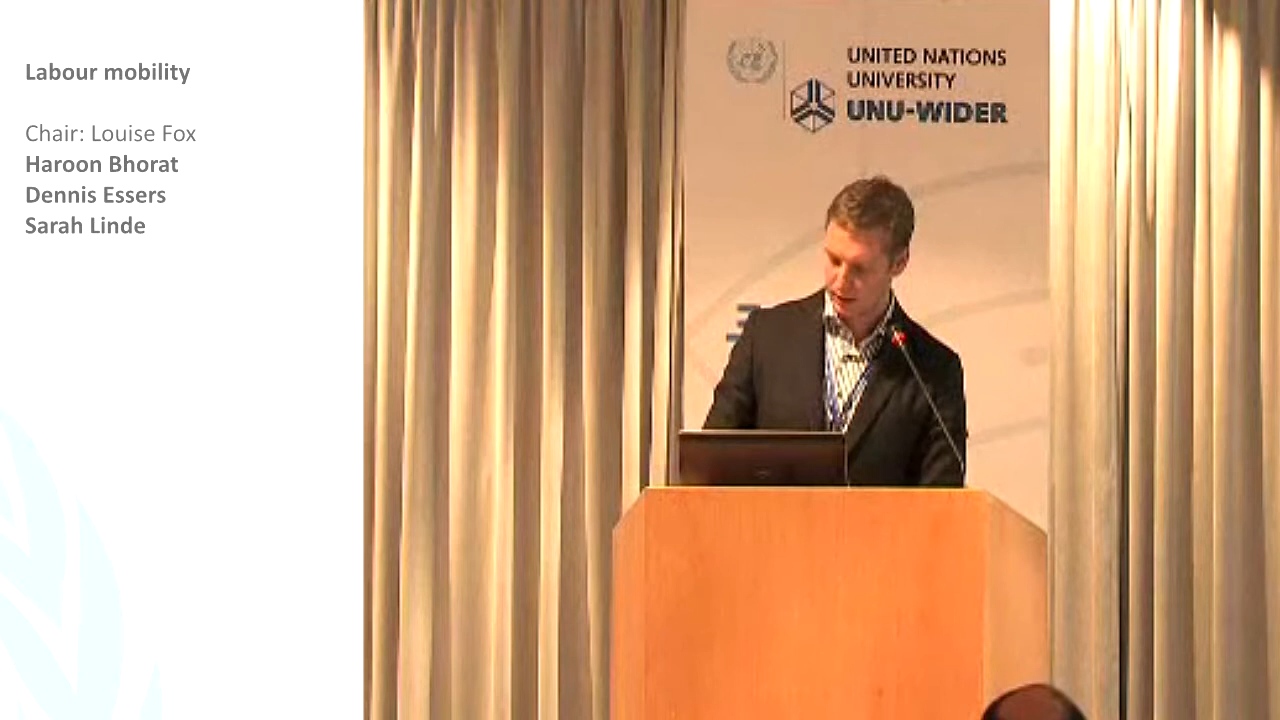 Labour mobility
Chair: Louise Fox
Haroon Bhorat
Dennis Essers
Sarah Linde
UNITED NATIONS
UNIVERSITY
UNU-WIDER